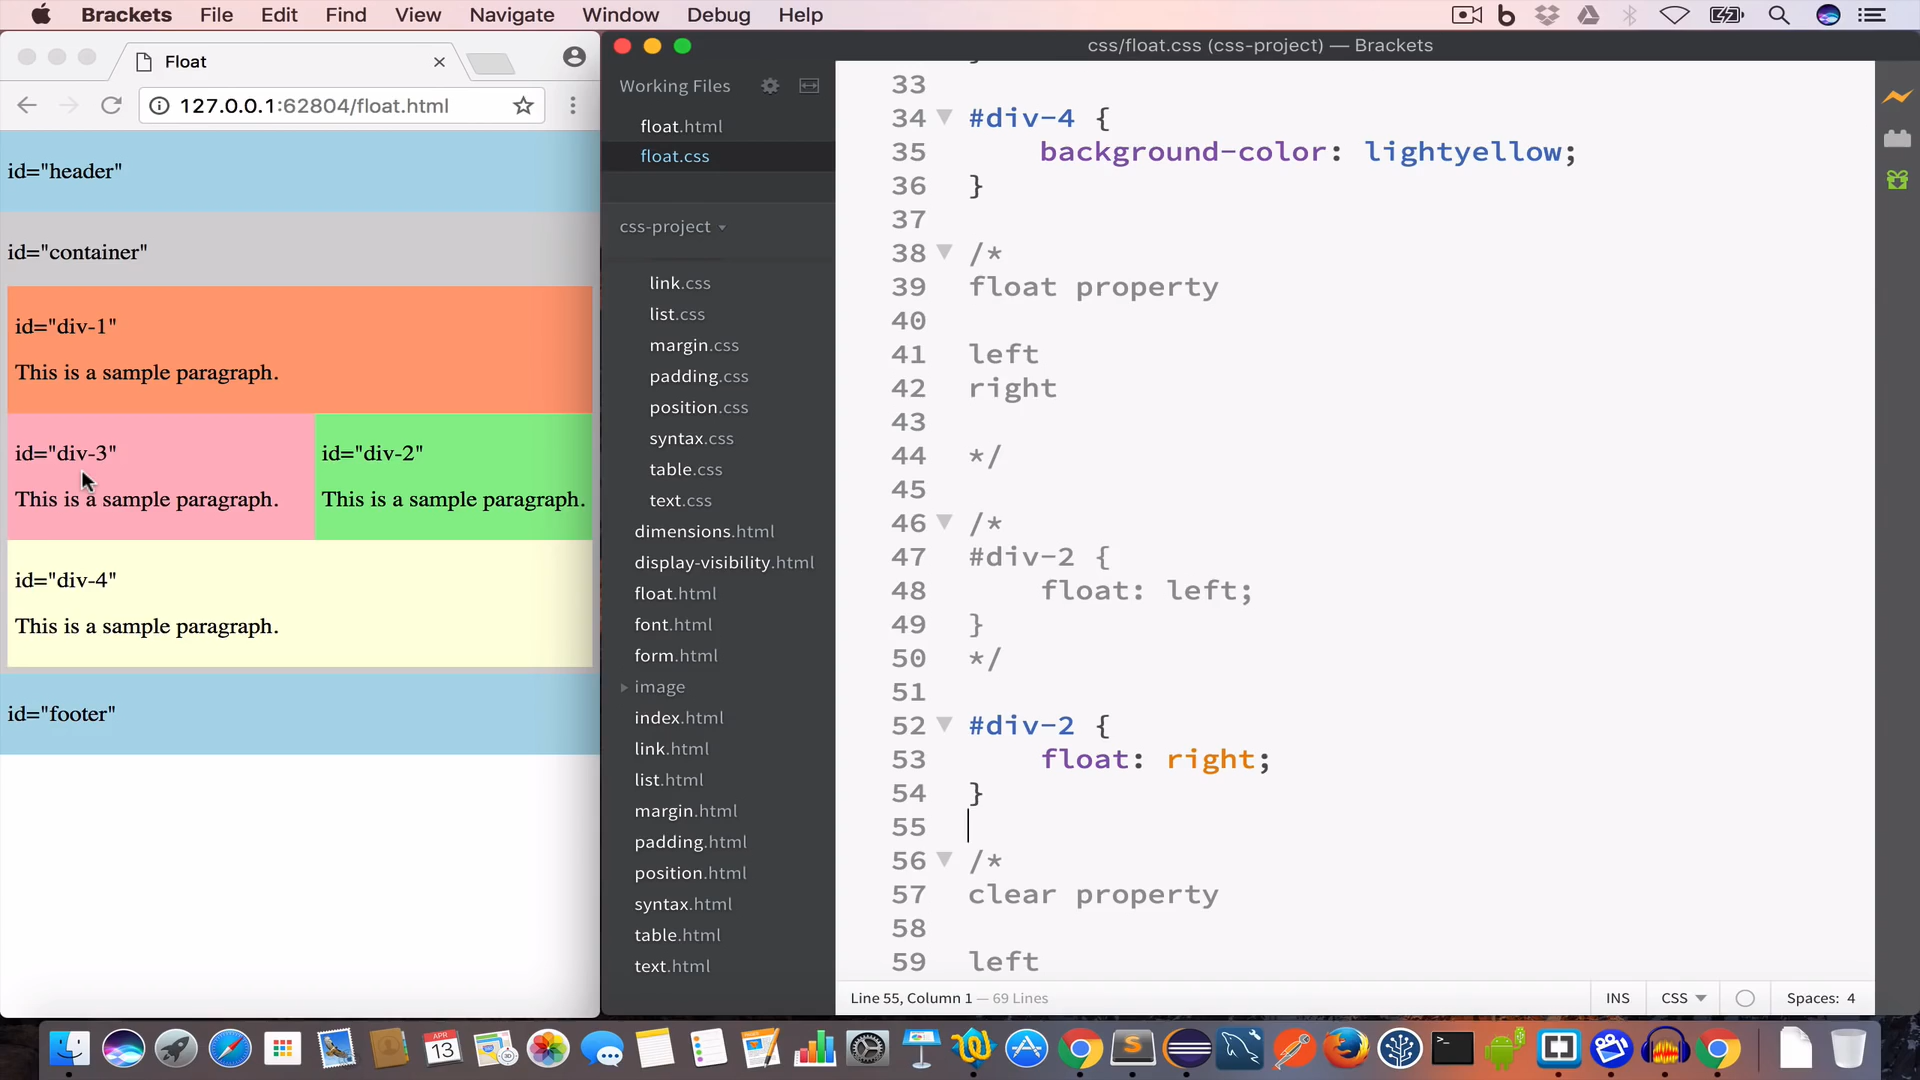 Brackets File Edit Find View Navigate Window Debug Help
Float
127.0.0.1:62804/float.html
id="header"
id="container"
id="div-1"
This is a sample paragraph.
id="div-3"
This is a sample paragraph.
id="div-2"
This is a sample paragraph.
id="div-4"
This is a sample paragraph.
id="footer"
css/float.css (css-project) — Brackets
Working Files
float.html
float.css
css-project
link.css
list.css
margin.css
padding.css
position.css
syntax.css
table.css
text.css
dimensions.html
display-visibility.html
float.html
font.html
form.html
image
index.html
link.html
list.html
margin.html
padding.html
position.html
syntax.html
table.html
text.html
33
34 #div-4 {
35 background-color: lightyellow;
36 }
37
38 /*
39 float property
40
41 left
42 right
43
44 */
45
46 /*
47 #div-2 {
48 float: left;
49 }
50 */
51
52 #div-2 {
53 float: right;
54 }
55
56 /*
57 clear property
58
59 left
Line 55, Column 1 — 69 Lines
INS CSS Spaces: 4
APR
13